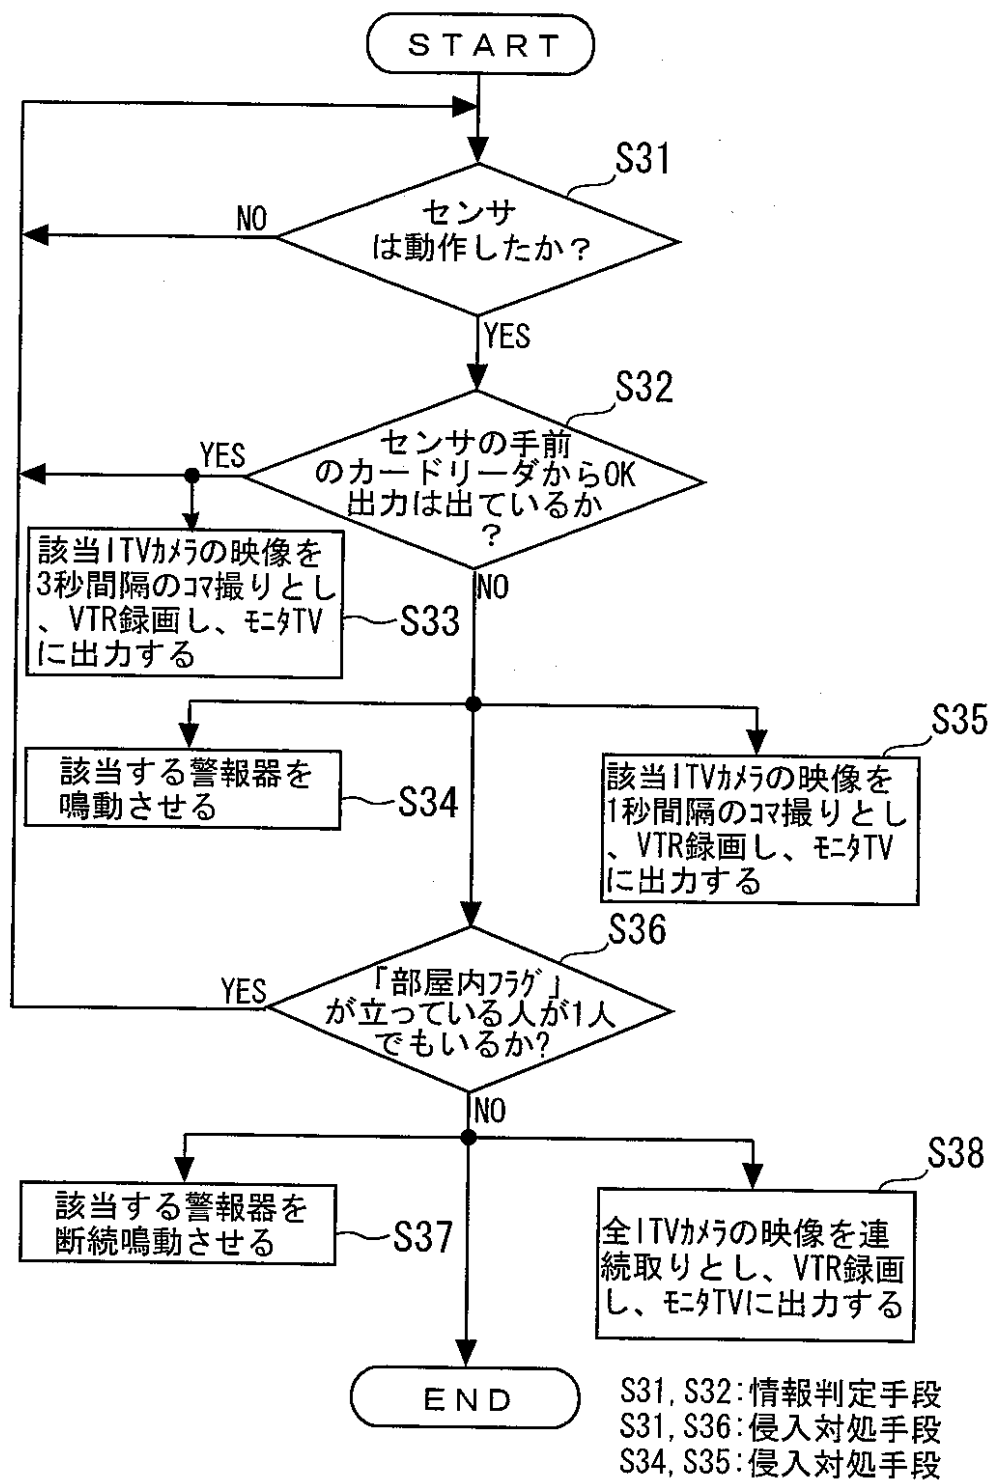 START
S31
センサ
は動作したか？
NO
YES
S32
センサの手前
のカードリーダからOK
出力は出ているか
？
YES
NO
該当ITVｶﾒﾗの映像を
3秒間隔のｺﾏ撮りとし
、VTR録画し、ﾓﾆﾀTV
に出力する
S33
該当する警報器を
鳴動させる
S34
S35
該当ITVｶﾒﾗの映像を
1秒間隔のｺﾏ撮りとし
、VTR録画し、ﾓﾆﾀTV
に出力する
S36
「部屋内ﾌﾗｸﾞ」
が立っている人が1人
でもいるか?
YES
NO
該当する警報器を
断続鳴動させる
S37
S38
全ITVｶﾒﾗの映像を連
続取りとし、VTR録画
し、ﾓﾆﾀTVに出力する
END
S31, S32:情報判定手段
S31, S36:侵入対処手段
S34, S35:侵入対処手段